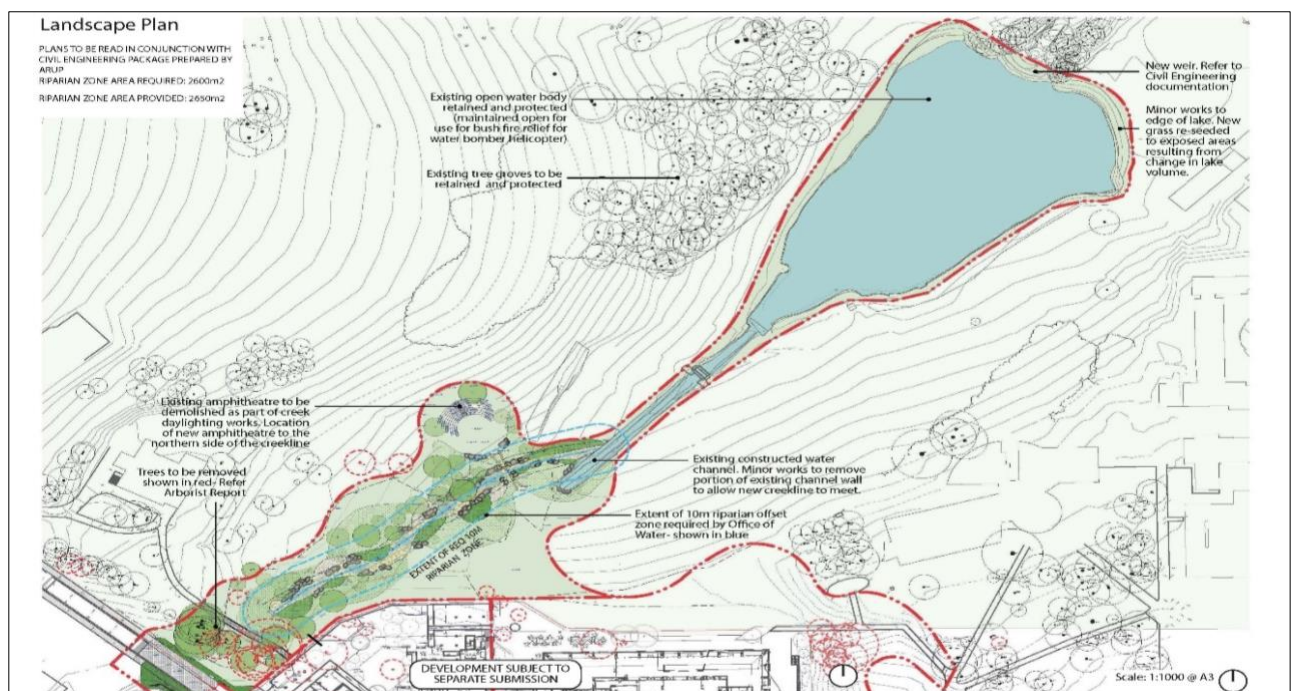 Landscape Plan
PLANS TO BE READ IN CONJUNCTION WITH
CIVIL ENGINEERING PACKAGE PREPARED BY
ARUP
RIPARIAN ZONE AREA REQUIRED: 2600m2
RIPARIAN ZONE AREA PROVIDED: 2650m2
Existing open water body
retained and protected
(maintained open for
use for bush fire relief for
water bomber helicopter)
Existing tree groves to be
retained and protected
New weir. Refer to
Civil Engineering
documentation
Minor works to
edge of lake. New
grass re-seeded
to exposed areas
resulting from
change in lake
volume.
Existing amphitheatre to be
demolished as part of creek
daylighting works. Location
of new amphitheatre to the
northern side of the creekline
Trees to be removed
shown in red- Refer
Arborist Report
Existing constructed water
channel. Minor works to remove
portion of existing channel wall
to allow new creekline to meet.
Extent of 10m riparian offset
zone required by Office of
Water- shown in blue
EXTENT OF REQ 10M
RIPARIAN ZONE
DEVELOPMENT SUBJECT TO
SEPARATE SUBMISSION
Scale: 1:1000 @ A3